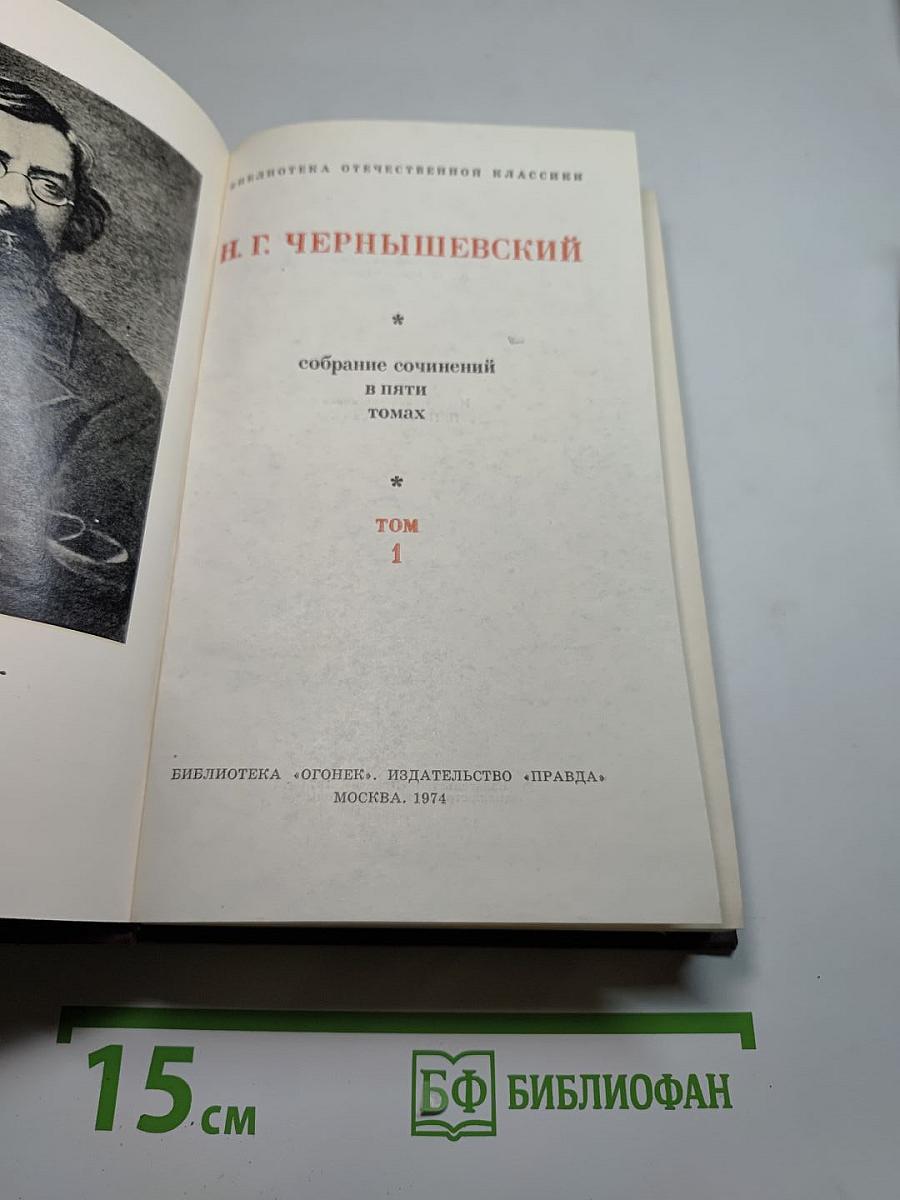 БИБЛИОТЕКА ОТЕЧЕСТВЕННОЙ КЛАССИКИ
Н. Г. ЧЕРНЫШЕВСКИЙ
*
собрание сочинений
в пяти
томах
*
ТОМ
1
БИБЛИОТЕКА «ОГОНЕК». ИЗДАТЕЛЬСТВО «ПРАВДА»
МОСКВА. 1974
15 см
БФ БИБЛИОФАН